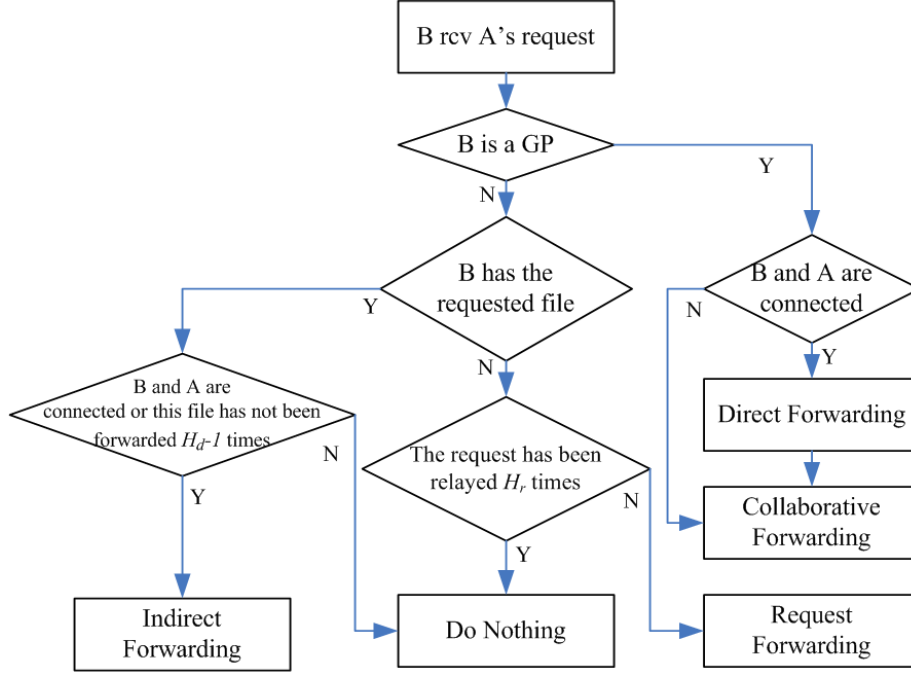 B rcv A's request
B is a GP
Y
N
B has the
requested file
B and A are
connected
Y
N
N
Y
B and A are
connected or this file has not been
forwarded H_d-1 times
Direct Forwarding
The request has been
relayed H_r times
N
Y
N
Y
Collaborative
Forwarding
Indirect
Forwarding
Do Nothing
Request
Forwarding